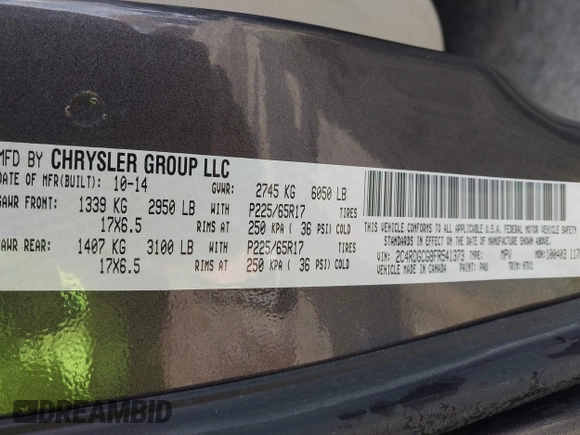 MFD BY CHRYSLER GROUP LLC
DATE OF MFR(BUILT): 10-14 GVWR: 2745 KG 6050 LB
GAWR FRONT: 1339 KG 2950 LB WITH P225/65R17 TIRES
17X6.5 RIMS AT 250 KPA ( 36 PSI) COLD
GAWR REAR: 1407 KG 3100 LB WITH P225/65R17 TIRES
17X6.5 RIMS AT 250 KPA ( 36 PSI) COLD
THIS VEHICLE CONFORMS TO ALL APPLICABLE U.S. FEDERAL MOTOR VEHICLE SAFETY
STANDARDS IN EFFECT ON THE DATE OF MANUFACTURE SHOWN ABOVE.
VIN: 2C4RDGCG8FR541373 TYPE: MPV MDH: 100403 117
VEHICLE MADE IN CANADA PAINT: PAU TRIM:
DREAMBID